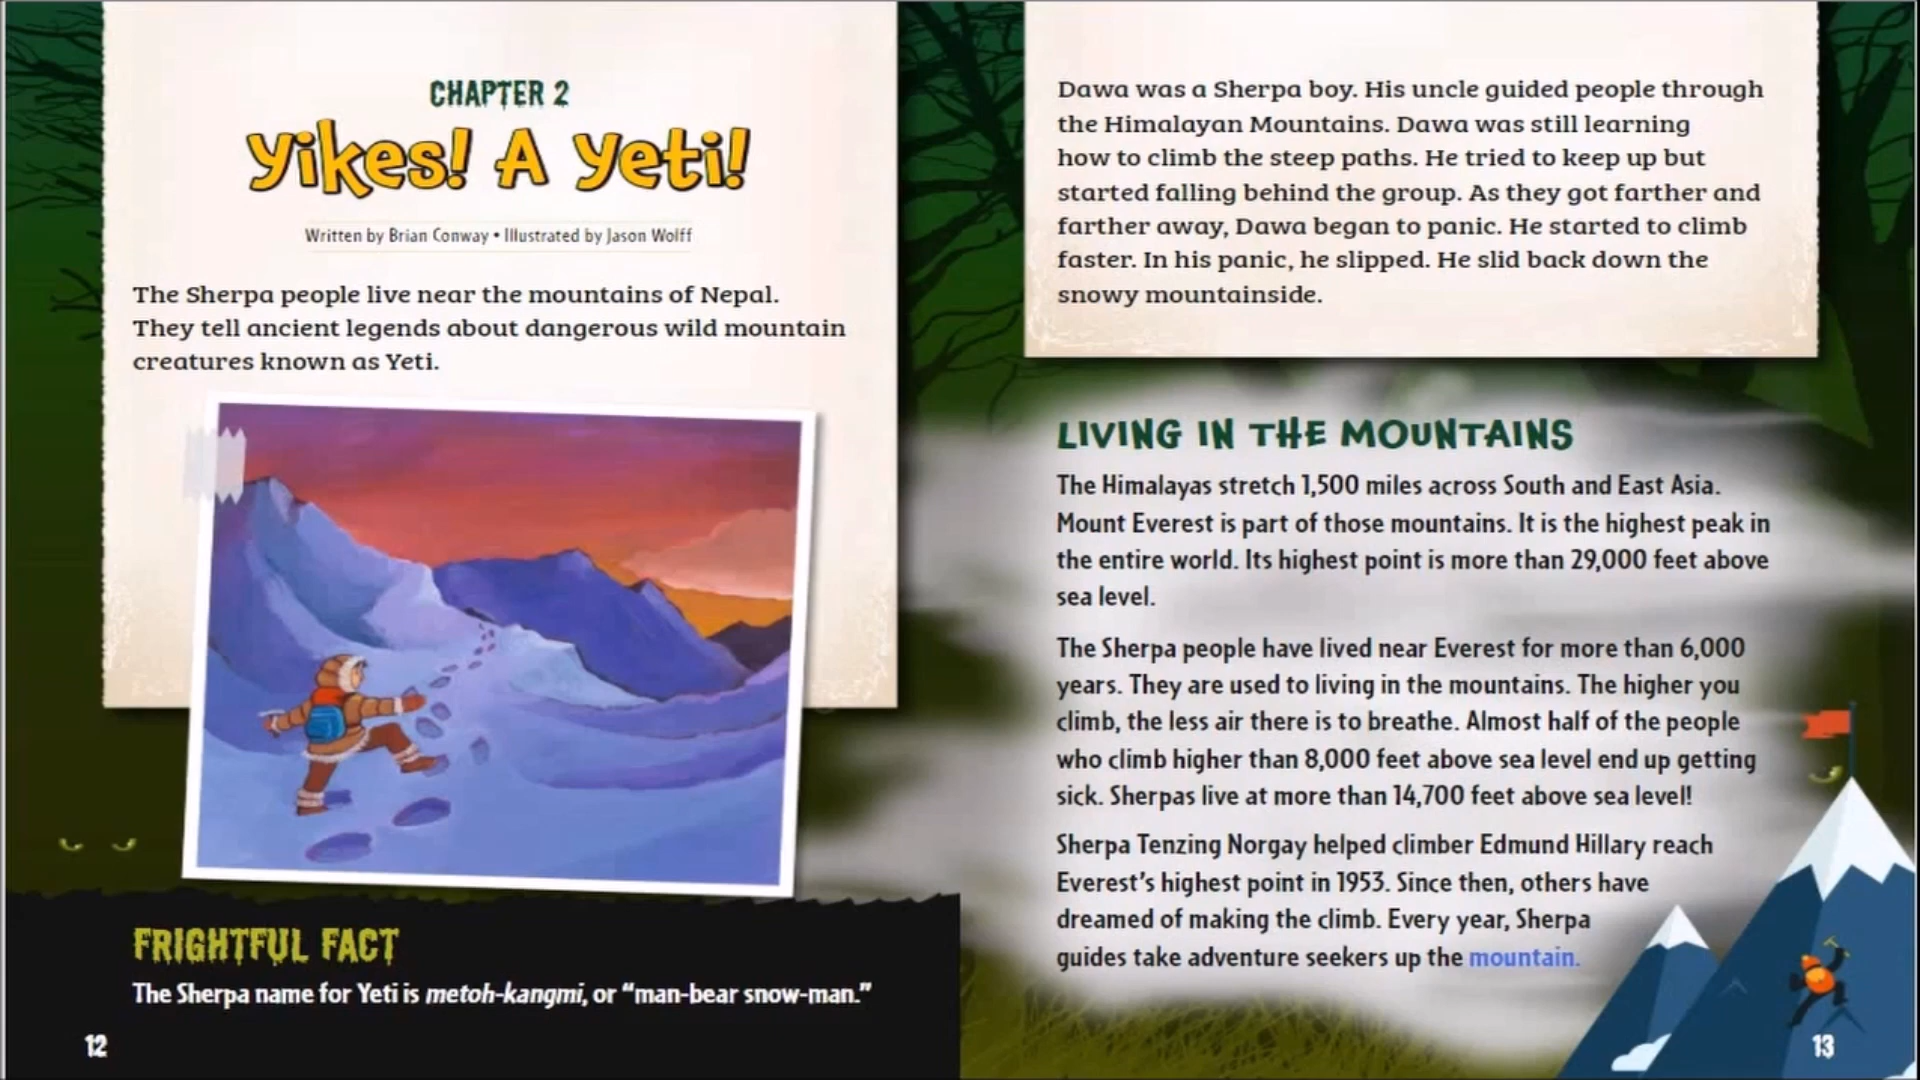 CHAPTER 2
Yikes! A Yeti!
Written by Brian Conway • Illustrated by Jason Wolff
The Sherpa people live near the mountains of Nepal.
They tell ancient legends about dangerous wild mountain
creatures known as Yeti.
FRIGHTFUL FACT
The Sherpa name for Yeti is metoh-kangmi, or “man-bear snow-man.”
12
Dawa was a Sherpa boy. His uncle guided people through
the Himalayan Mountains. Dawa was still learning
how to climb the steep paths. He tried to keep up but
started falling behind the group. As they got farther and
farther away, Dawa began to panic. He started to climb
faster. In his panic, he slipped. He slid back down the
snowy mountainside.
LIVING IN THE MOUNTAINS
The Himalayas stretch 1,500 miles across South and East Asia.
Mount Everest is part of those mountains. It is the highest peak in
the entire world. Its highest point is more than 29,000 feet above
sea level.
The Sherpa people have lived near Everest for more than 6,000
years. They are used to living in the mountains. The higher you
climb, the less air there is to breathe. Almost half of the people
who climb higher than 8,000 feet above sea level end up getting
sick. Sherpas live at more than 14,700 feet above sea level!
Sherpa Tenzing Norgay helped climber Edmund Hillary reach
Everest’s highest point in 1953. Since then, others have
dreamed of making the climb. Every year, Sherpa
guides take adventure seekers up the mountain.
13